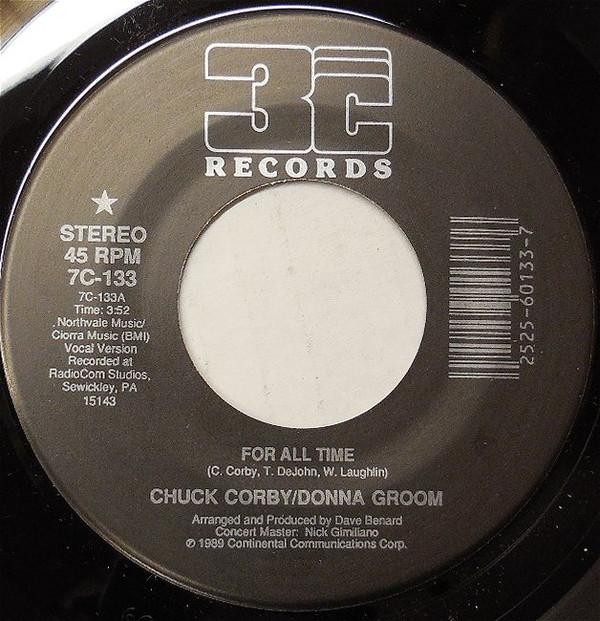 3C
RECORDS
STEREO
45 RPM
7C-133
7C-133A
Time: 3:52
Northvale Music/
Ciorra Music (BMI)
Vocal Version
Recorded at
RadioCom Studios,
Sewickley, PA
15143
2525-60133-7
FOR ALL TIME
(C. Corby, T. DeJohn, W. Laughlin)
CHUCK CORBY/DONNA GROOM
Arranged and Produced by Dave Benard
Concert Master: Nick Gimiliano
℗ 1989 Continental Communications Corp.